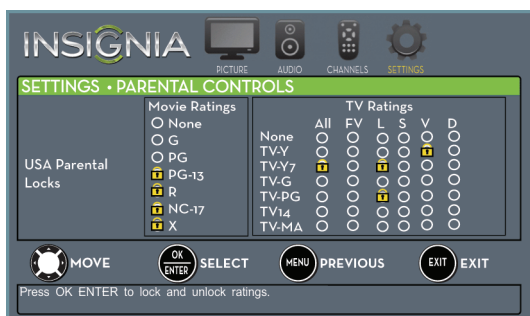 INSIGNIA
PICTURE AUDIO CHANNELS SETTINGS
SETTINGS • PARENTAL CONTROLS
USA Parental
Locks
Movie Ratings
None
G
PG
PG-13
R
NC-17
X
TV Ratings
All FV L S V D
None
TV-Y
TV-Y7
TV-G
TV-PG
TV14
TV-MA
MOVE
OK
ENTER
SELECT
MENU
PREVIOUS
EXIT
EXIT
Press OK ENTER to lock and unlock ratings.